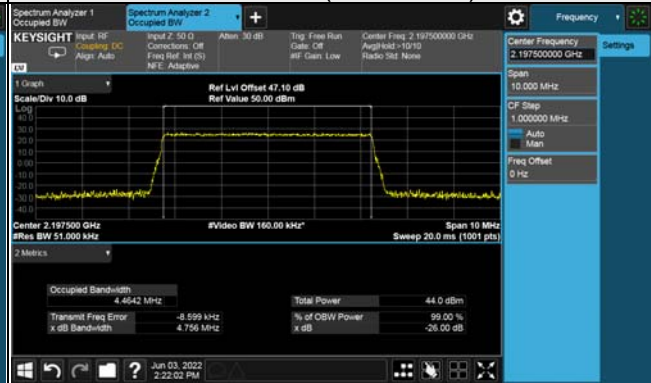 Spectrum Analyzer 1
Occupied BW
Spectrum Analyzer 2
Occupied BW
+
Frequency
KEYSIGHT
Input: RF
Coupling: DC
Align: Auto
Input Z: 50 Ω
Corrections: Off
Freq Ref: Int (S)
NFE: Adaptive
Atten: 30 dB
Trig: Free Run
Gate: Off
#IF Gain: Low
Center Freq: 2.197500000 GHz
Avg|Hold:>10/10
Radio Std: None
LXI
Center Frequency
2.197500000 GHz
Settings
Span
10.000 MHz
CF Step
1.000000 MHz
Auto
Man
Freq Offset
0 Hz
1 Graph
Scale/Div 10.0 dB
Ref Lvl Offset 47.10 dB
Ref Value 50.00 dBm
Log
40.0
30.0
20.0
10.0
0.00
-10.0
-20.0
-30.0
-40.0
Center 2.197500 GHz
#Res BW 51.000 kHz
#Video BW 160.00 kHz*
Span 10 MHz
Sweep 20.0 ms (1001 pts)
2 Metrics
Occupied Bandwidth
4.4642 MHz
Total Power 44.0 dBm
Transmit Freq Error -8.599 kHz
% of OBW Power 99.00 %
x dB Bandwidth 4.756 MHz
x dB -26.00 dB
?
Jun 03, 2022
2:22:02 PM